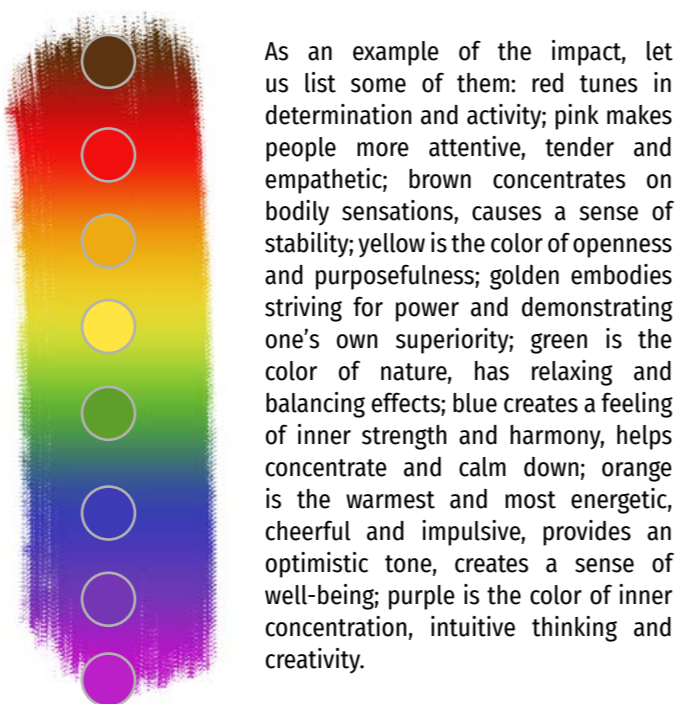 As an example of the impact, let
us list some of them: red tunes in
determination and activity; pink makes
people more attentive, tender and
empathetic; brown concentrates on
bodily sensations, causes a sense of
stability; yellow is the color of openness
and purposefulness; golden embodies
striving for power and demonstrating
one’s own superiority; green is the
color of nature, has relaxing and
balancing effects; blue creates a feeling
of inner strength and harmony, helps
concentrate and calm down; orange
is the warmest and most energetic,
cheerful and impulsive, provides an
optimistic tone, creates a sense of
well-being; purple is the color of inner
concentration, intuitive thinking and
creativity.